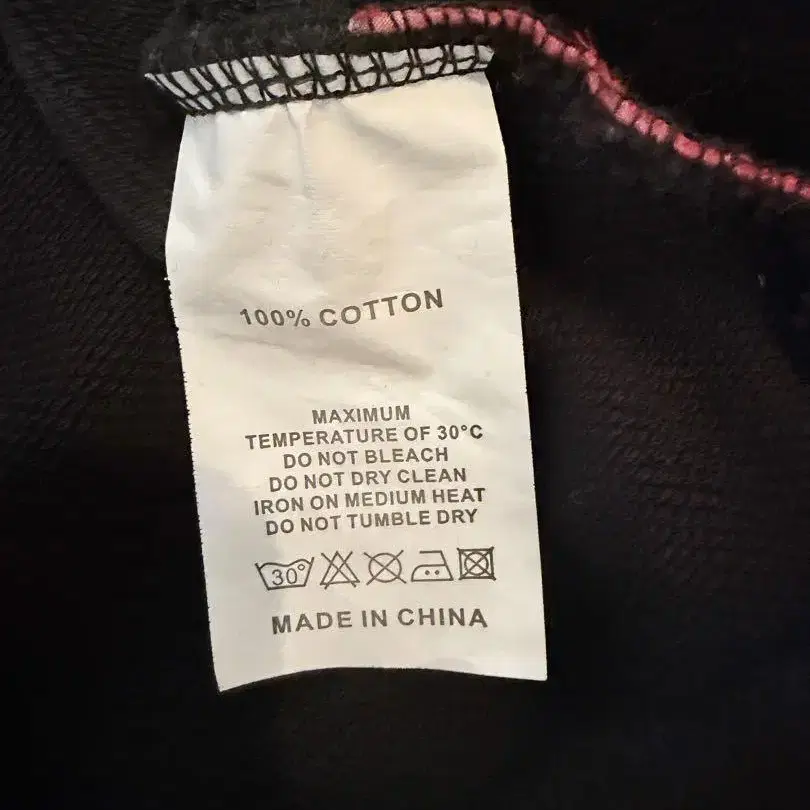 100% COTTON
MAXIMUM
TEMPERATURE OF 30°C
DO NOT BLEACH
DO NOT DRY CLEAN
IRON ON MEDIUM HEAT
DO NOT TUMBLE DRY
30°
MADE IN CHINA